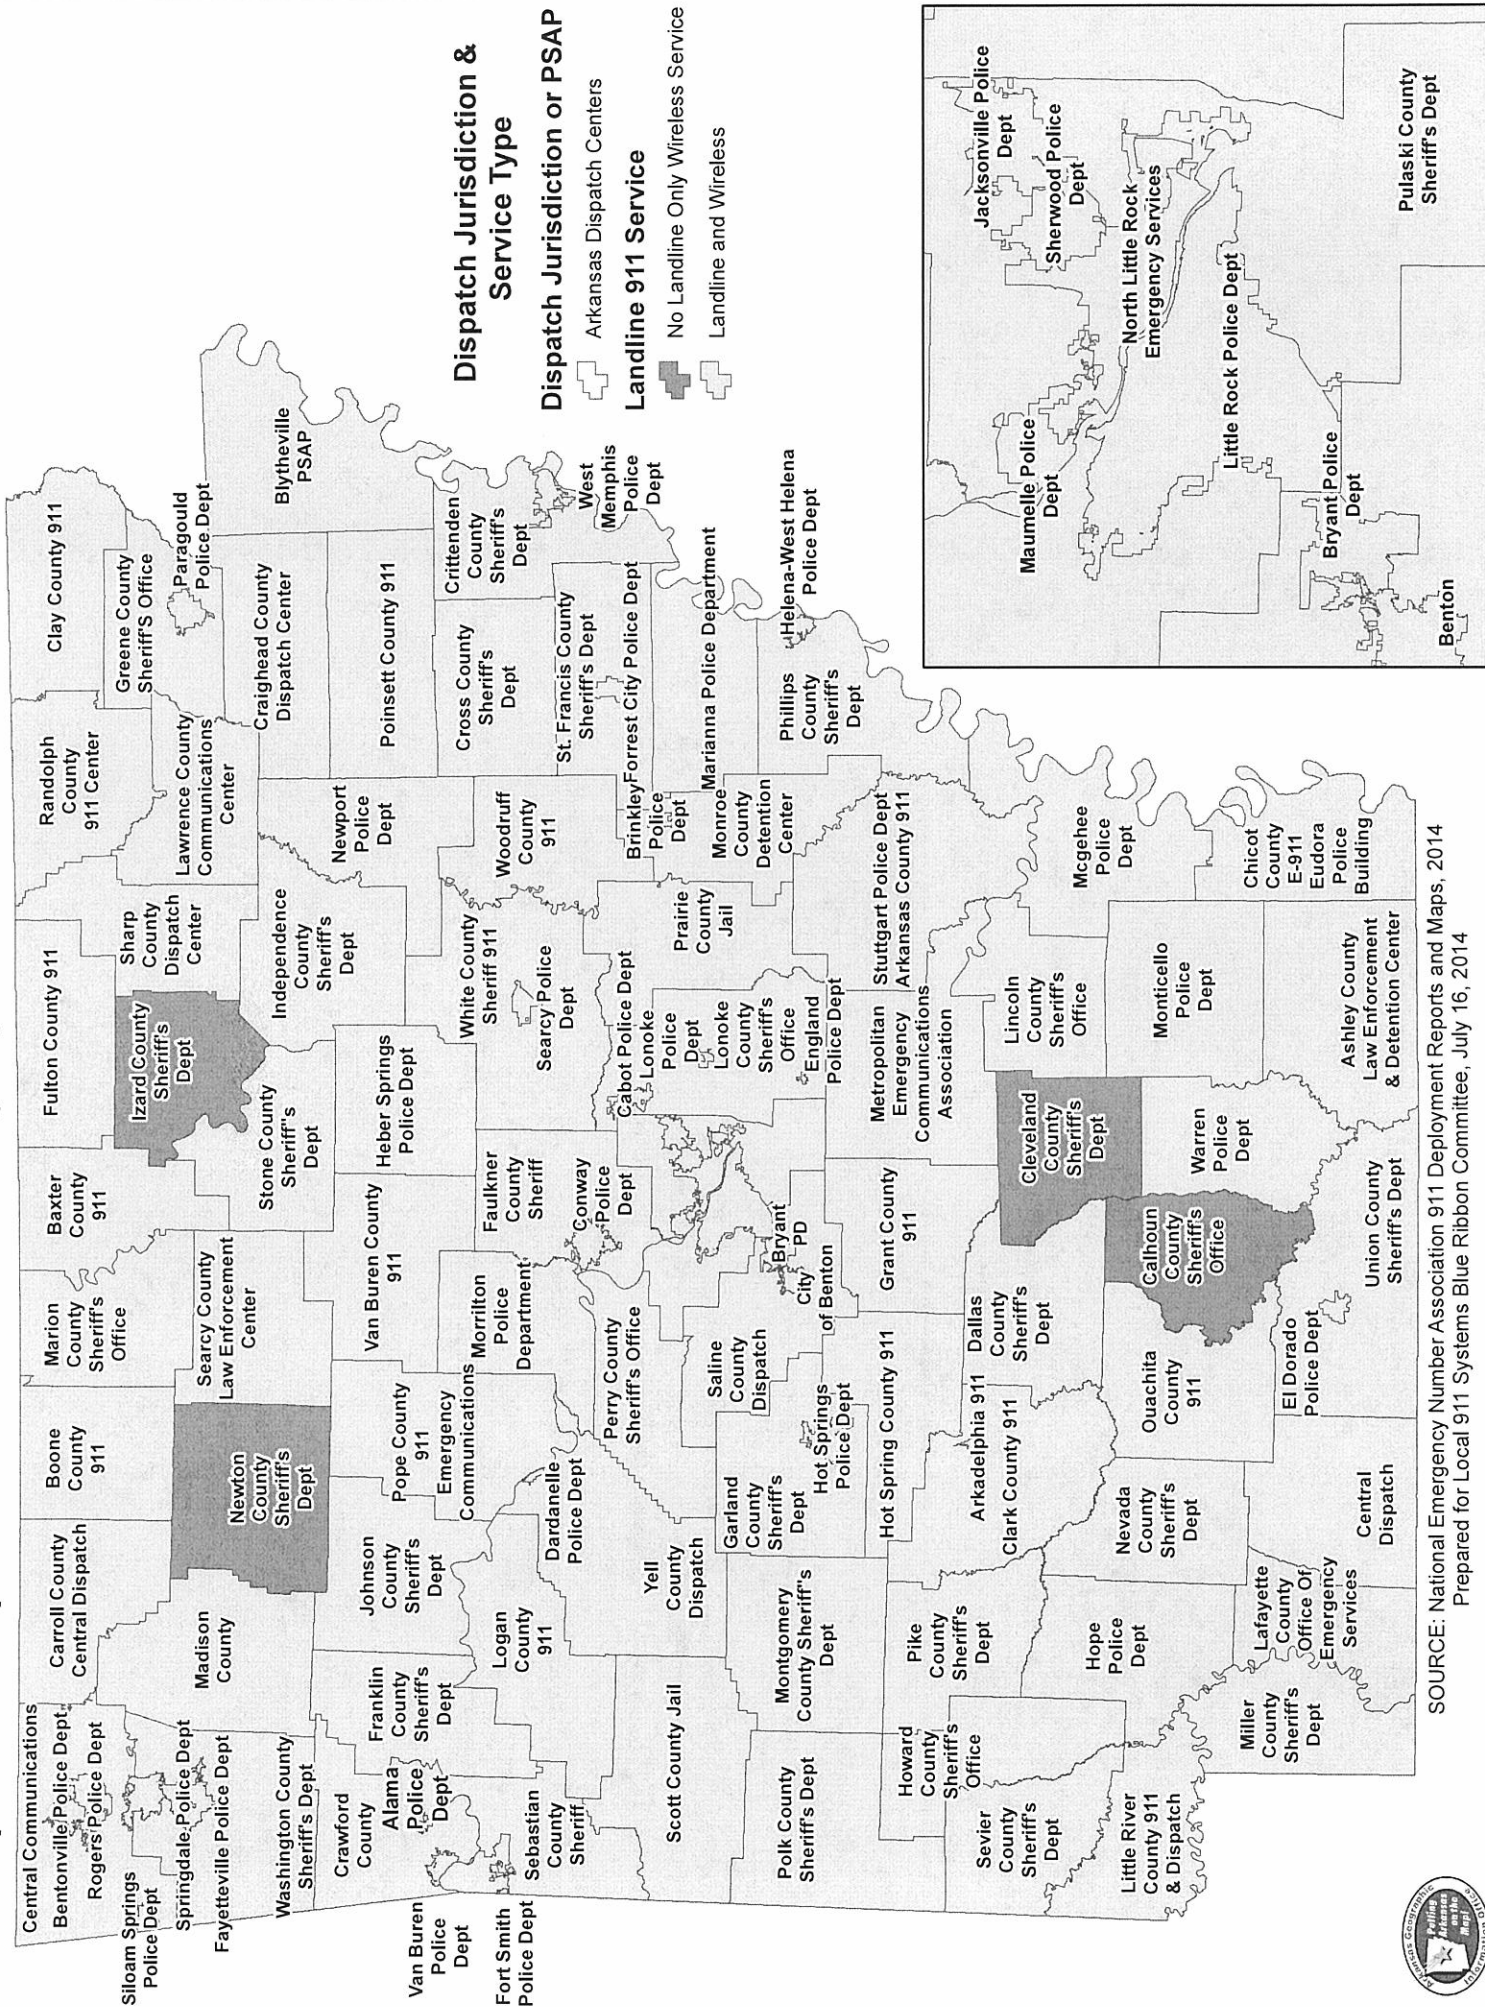 Dispatch Jurisdiction &
Service Type
Dispatch Jurisdiction or PSAP
Arkansas Dispatch Centers
Landline 911 Service
No Landline Only Wireless Service
Landline and Wireless
Central Communications
Bentonville Police Dept
Rogers Police Dept
Siloam Springs
Police Dept
Springdale Police Dept
Fayetteville Police Dept
Washington County
Sheriff's Dept
Carroll County
Central Dispatch
Madison
County
Boone
County
911
Newton
County
Sheriff's
Dept
Marion
County
Sheriff's
Office
Searcy County
Law Enforcement
Center
Baxter
County
911
Fulton County 911
Izard County
Sheriff's
Dept
Stone County
Sheriff"s
Dept
Sharp
County
Dispatch
Center
Independence
County
Sheriff's
Dept
Randolph
County
911 Center
Lawrence County
Communications
Center
Clay County 911
Greene County
Sheriff'S Office
Paragould
Police Dept
Craighead County
Dispatch Center
Blytheville
PSAP
Poinsett County 911
Newport
Police
Dept
Crawford
County
Alama
Police
Dept
Van Buren
Police
Dept
Fort Smith
Police Dept
Sebastian
County
Sheriff
Franklin
County
Sheriff's
Dept
Johnson
County
Sheriff's
Dept
Logan
County
911
Pope County
911
Emergency
Communications
Dardanelle
Police Dept
Van Buren County
911
Morrilton
Police
Department
Heber Springs
Police Dept
Faulkner
County
Sheriff
Conway
Police
Dept
White County
Sheriff 911
Searcy Police
Dept
Woodruff
County
911
Cross County
Sheriff's
Dept
Crittenden
County
Sheriff's
Dept
West
Memphis
Police
Dept
St. Francis County
Sheriff's Dept
Forrest City Police Dept
Brinkley
Police
Dept
Marianna Police Department
Monroe
County
Detention
Center
Phillips
County
Sheriff's
Dept
Helena-West Helena
Police Dept
Scott County Jail
Yell
County
Dispatch
Perry County
Sheriff's Office
Saline
County
Dispatch
Bryant
PD
City
of Benton
Garland
County
Sheriff's
Dept
Hot Springs
Police Dept
Cabot Police Dept
Lonoke
Police
Dept
Lonoke
County
Sheriff's
Office
England
Police Dept
Prairie
County
Jail
Stuttgart Police Dept
Arkansas County 911
Polk County
Sheriff's Dept
Montgomery
County Sheriff"s
Dept
Hot Spring County 911
Grant County
911
Metropolitan
Emergency
Communications
Association
Howard
County
Sheriff's
Office
Pike
County
Sheriff's
Dept
Arkadelphia 911
Clark County 911
Dallas
County
Sheriff's
Dept
Cleveland
County
Sheriff's
Dept
Lincoln
County
Sheriff's
Office
Mcgehee
Police
Dept
Sevier
County
Sheriff's
Dept
Little River
County 911
& Dispatch
Hope
Police
Dept
Nevada
County
Sheriff's
Dept
Ouachita
County
911
Calhoun
County
Sheriff's
Office
Warren
Police
Dept
Monticello
Police
Dept
Miller
County
Sheriff's
Dept
Lafayette
County
Office Of
Emergency
Services
Central
Dispatch
El Dorado
Police Dept
Union County
Sheriff's Dept
Ashley County
Law Enforcement
& Detention Center
Chicot
County
E-911
Eudora
Police
Building
Jacksonville Police
Dept
Sherwood Police
Dept
Maumelle Police
Dept
North Little Rock
Emergency Services
Little Rock Police Dept
Bryant Police
Dept
Benton
Pulaski County
Sheriff's Dept
SOURCE: National Emergency Number Association 911 Deployment Reports and Maps, 2014
Prepared for Local 911 Systems Blue Ribbon Committee, July 16, 2014
Arkansas Geographic
Information Office
Putting
Arkansas
on the
Map!